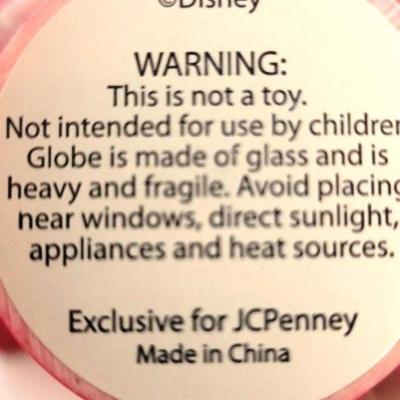 ©Disney
WARNING:
This is not a toy.
Not intended for use by children
Globe is made of glass and is
heavy and fragile. Avoid placing
near windows, direct sunlight,
appliances and heat sources.
Exclusive for JCPenney
Made in China